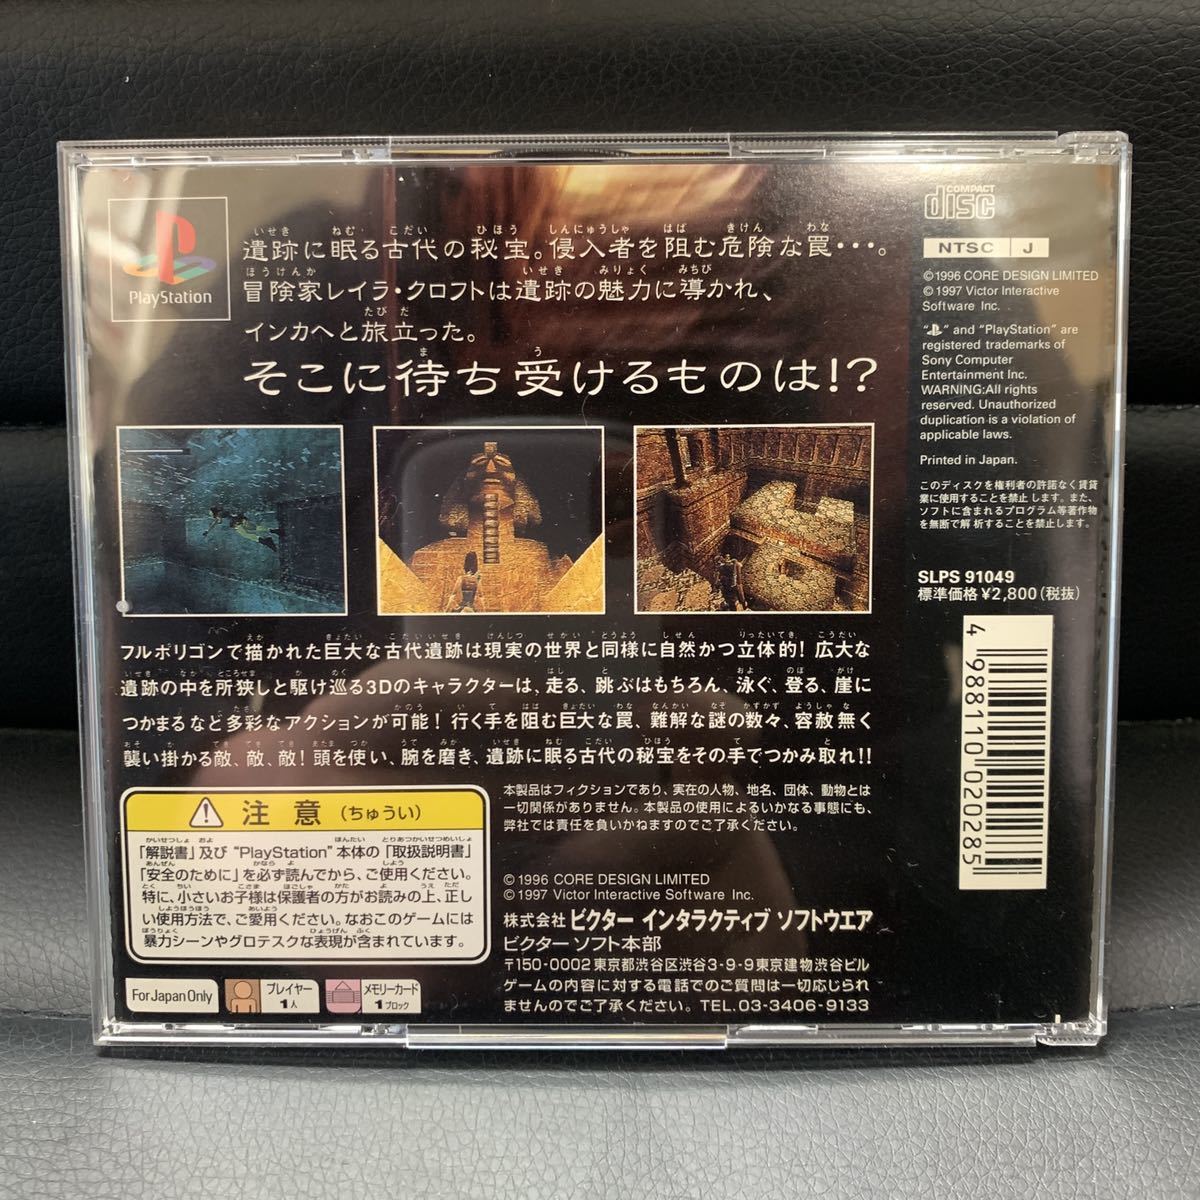 PlayStation
遺跡に眠る古代の秘宝。侵入者を阻む危険な罠・・・。
冒険家レイラ・クロフトは遺跡の魅力に導かれ、
インカへと旅立った。
そこに待ち受けるものは!?
COMPACT
disc
NTSC J
©1996 CORE DESIGN LIMITED
©1997 Victor Interactive
Software Inc.
"PS" and "PlayStation" are
registered trademarks of
Sony Computer
Entertainment Inc.
WARNING:All rights
reserved. Unauthorized
duplication is a violation of
applicable laws.
Printed in Japan.
このディスクを権利者の許諾なく賃貸
業に使用することを禁止します。また、
ソフトに含まれるプログラム等著作物
を無断で解析することを禁止します。
SLPS 91049
標準価格¥2,800(税抜)
4 988110 020285
フルポリゴンで描かれた巨大な古代遺跡は現実の世界と同様に自然かつ立体的! 広大な
遺跡の中を所狭しと駆け巡る3Dのキャラクターは、走る、跳ぶはもちろん、泳ぐ、登る、崖に
つかまるなど多彩なアクションが可能! 行く手を阻む巨大な罠、難解な謎の数々、容赦無く
襲い掛かる敵、敵、敵! 頭を使い、腕を磨き、遺跡に眠る古代の秘宝をその手でつかみ取れ!!
本製品はフィクションであり、実在の人物、地名、団体、動物とは
一切関係がありません。本製品の使用によるいかなる事態にも、
弊社では責任を負いかねますのでご了承ください。
注意(ちゅうい)
「解説書」及び "PlayStation" 本体の「取扱説明書」
「安全のために」を必ず読んでから、ご使用ください。
特に、小さいお子様は保護者の方がお読みの上、正し
い使用方法で、ご愛用ください。なおこのゲームには
暴力シーンやグロテスクな表現が含まれています。
©1996 CORE DESIGN LIMITED
©1997 Victor Interactive Software Inc.
株式会社 ビクター インタラクティブ ソフトウエア
ビクター ソフト本部
〒150-0002 東京都渋谷区渋谷3-9-9東京建物渋谷ビル
ゲームの内容に対する電話でのご質問は一切応じられ
ませんのでご了承ください。TEL.03-3406-9133
For Japan Only
プレイヤー
1人
メモリーカード
1ブロック